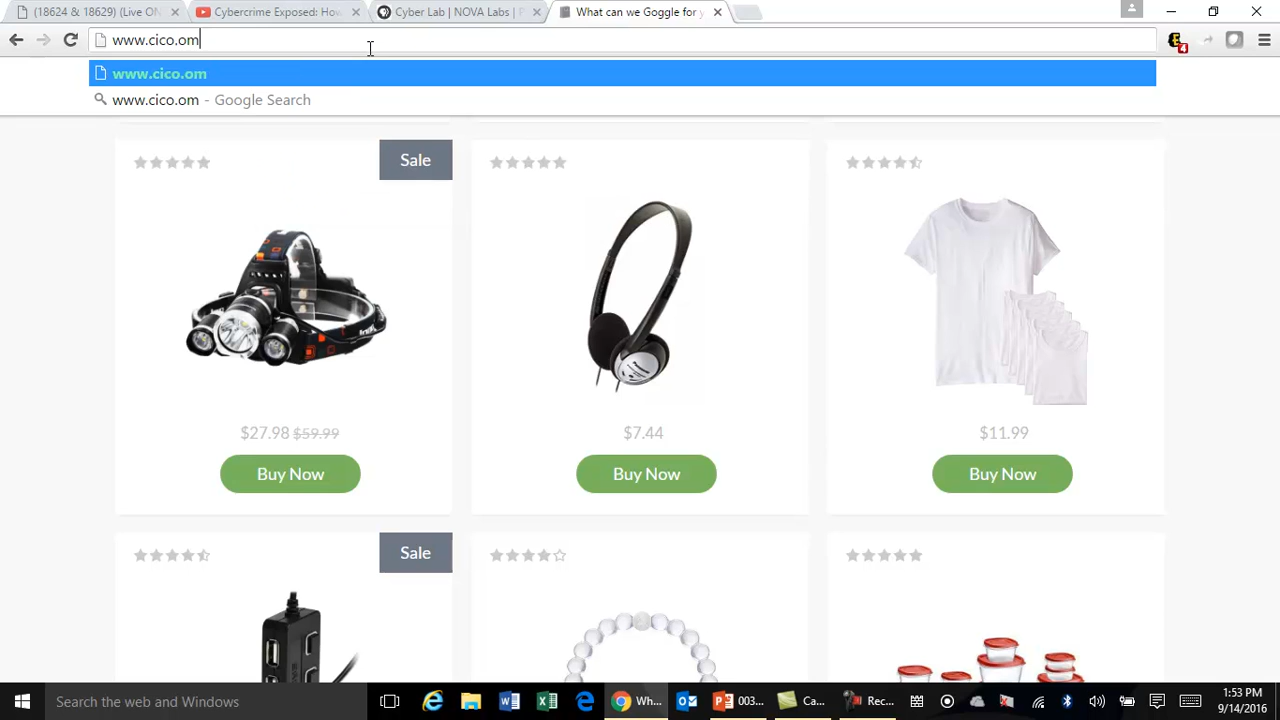 (18624 & 18629) (Live ON
Cybercrime Exposed: How
Cyber Lab | NOVA Labs | P
What can we Goggle for y
www.cico.om
4
www.cico.om
www.cico.om - Google Search
Sale
$27.98 $59.99
$7.44
$11.99
Buy Now
Buy Now
Buy Now
Sale
Search the web and Windows
Wh...
003...
Ca...
Rec...
1:53 PM
9/14/2016